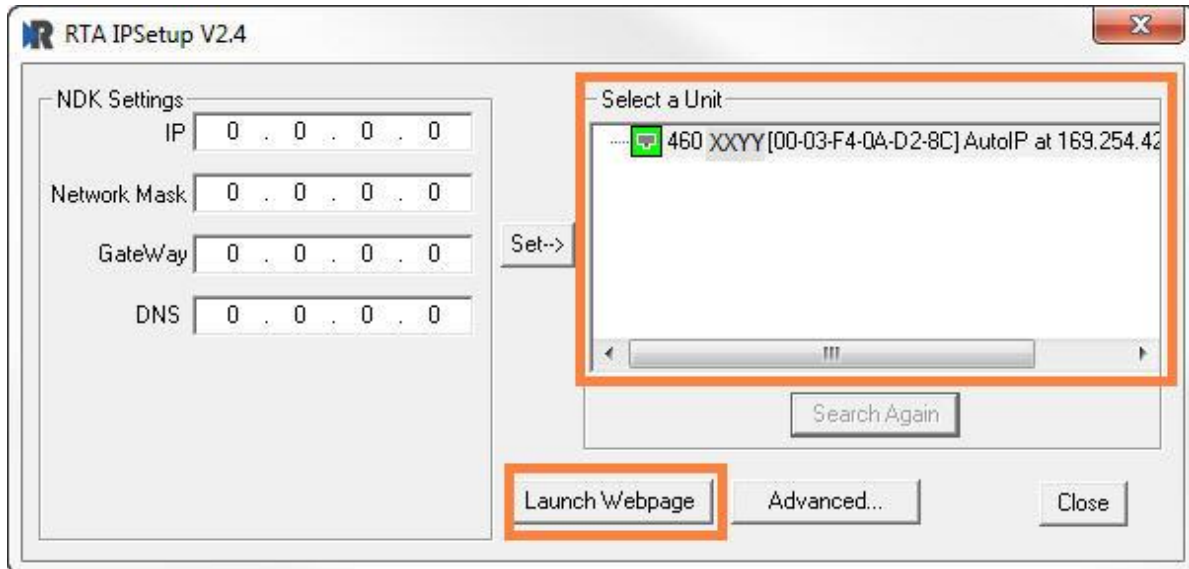 RTA IPSetup V2.4
NDK Settings
IP 0 . 0 . 0 . 0
Network Mask 0 . 0 . 0 . 0
GateWay 0 . 0 . 0 . 0
DNS 0 . 0 . 0 . 0
Set-->
Select a Unit
460 XXYY [00-03-F4-0A-D2-8C] AutoIP at 169.254.42
Search Again
Launch Webpage
Advanced...
Close